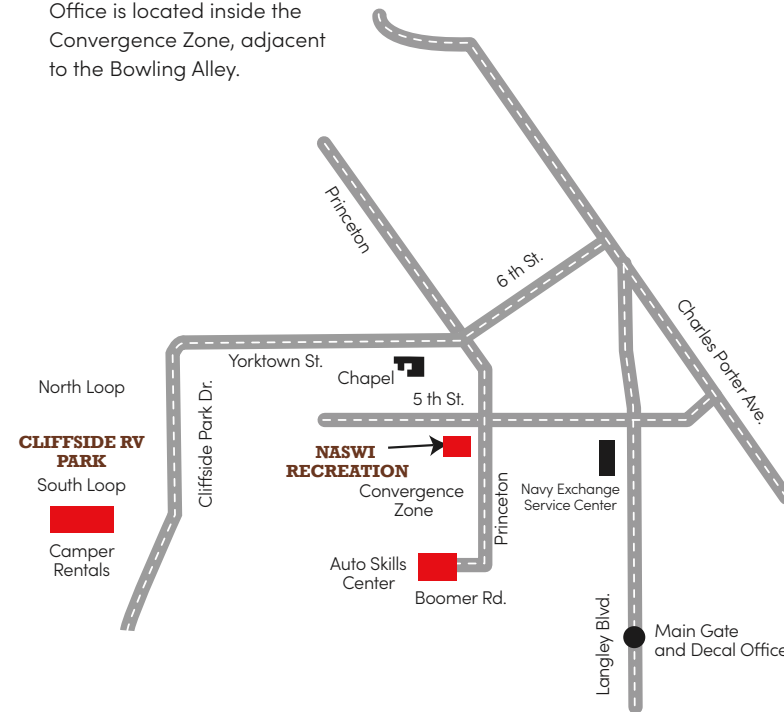 Office is located inside the
Convergence Zone, adjacent
to the Bowling Alley.
Princeton
6 th St.
Charles Porter Ave.
Yorktown St.
Chapel
North Loop
Cliffside Park Dr.
5 th St.
CLIFFSIDE RV
PARK
NASWI
RECREATION
South Loop
Convergence
Zone
Princeton
Navy Exchange
Service Center
Camper
Rentals
Auto Skills
Center
Boomer Rd.
Langley Blvd.
Main Gate
and Decal Office